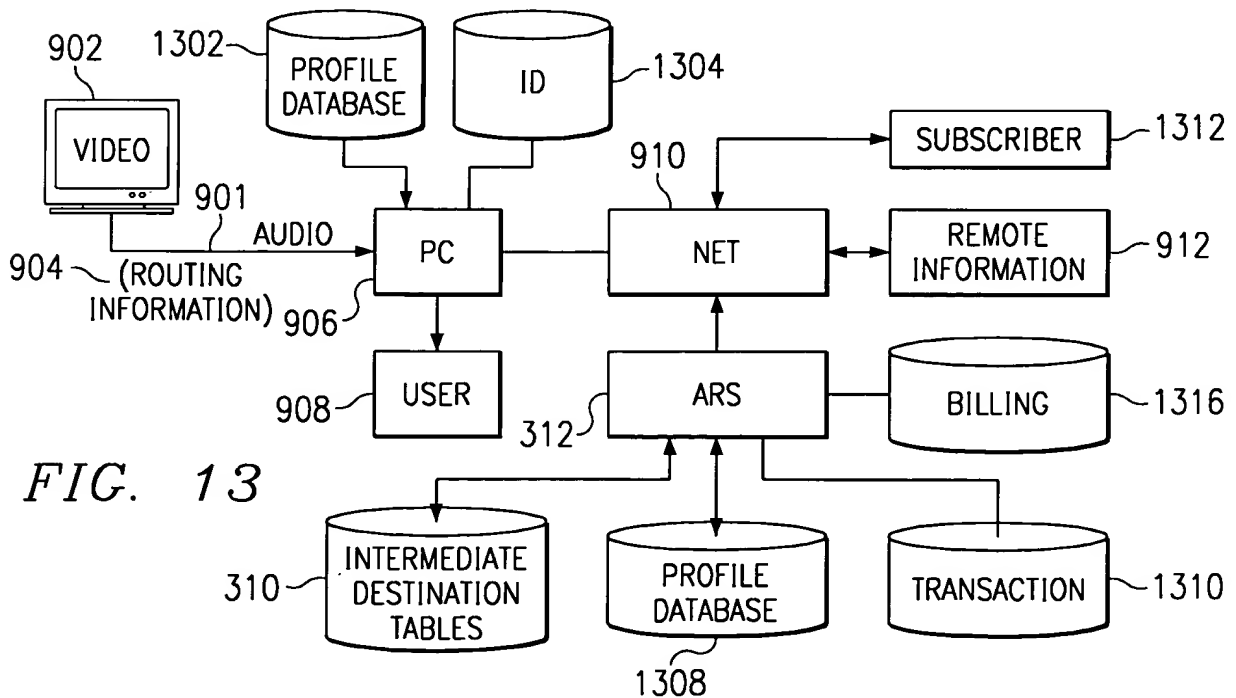 1302
PROFILE
DATABASE
ID
1304
902
VIDEO
901
AUDIO
904
(ROUTING
INFORMATION)
PC
906
910
NET
SUBSCRIBER
1312
REMOTE
INFORMATION
912
USER
908
ARS
312
BILLING
1316
FIG. 13
INTERMEDIATE
DESTINATION
TABLES
310
PROFILE
DATABASE
1308
TRANSACTION
1310